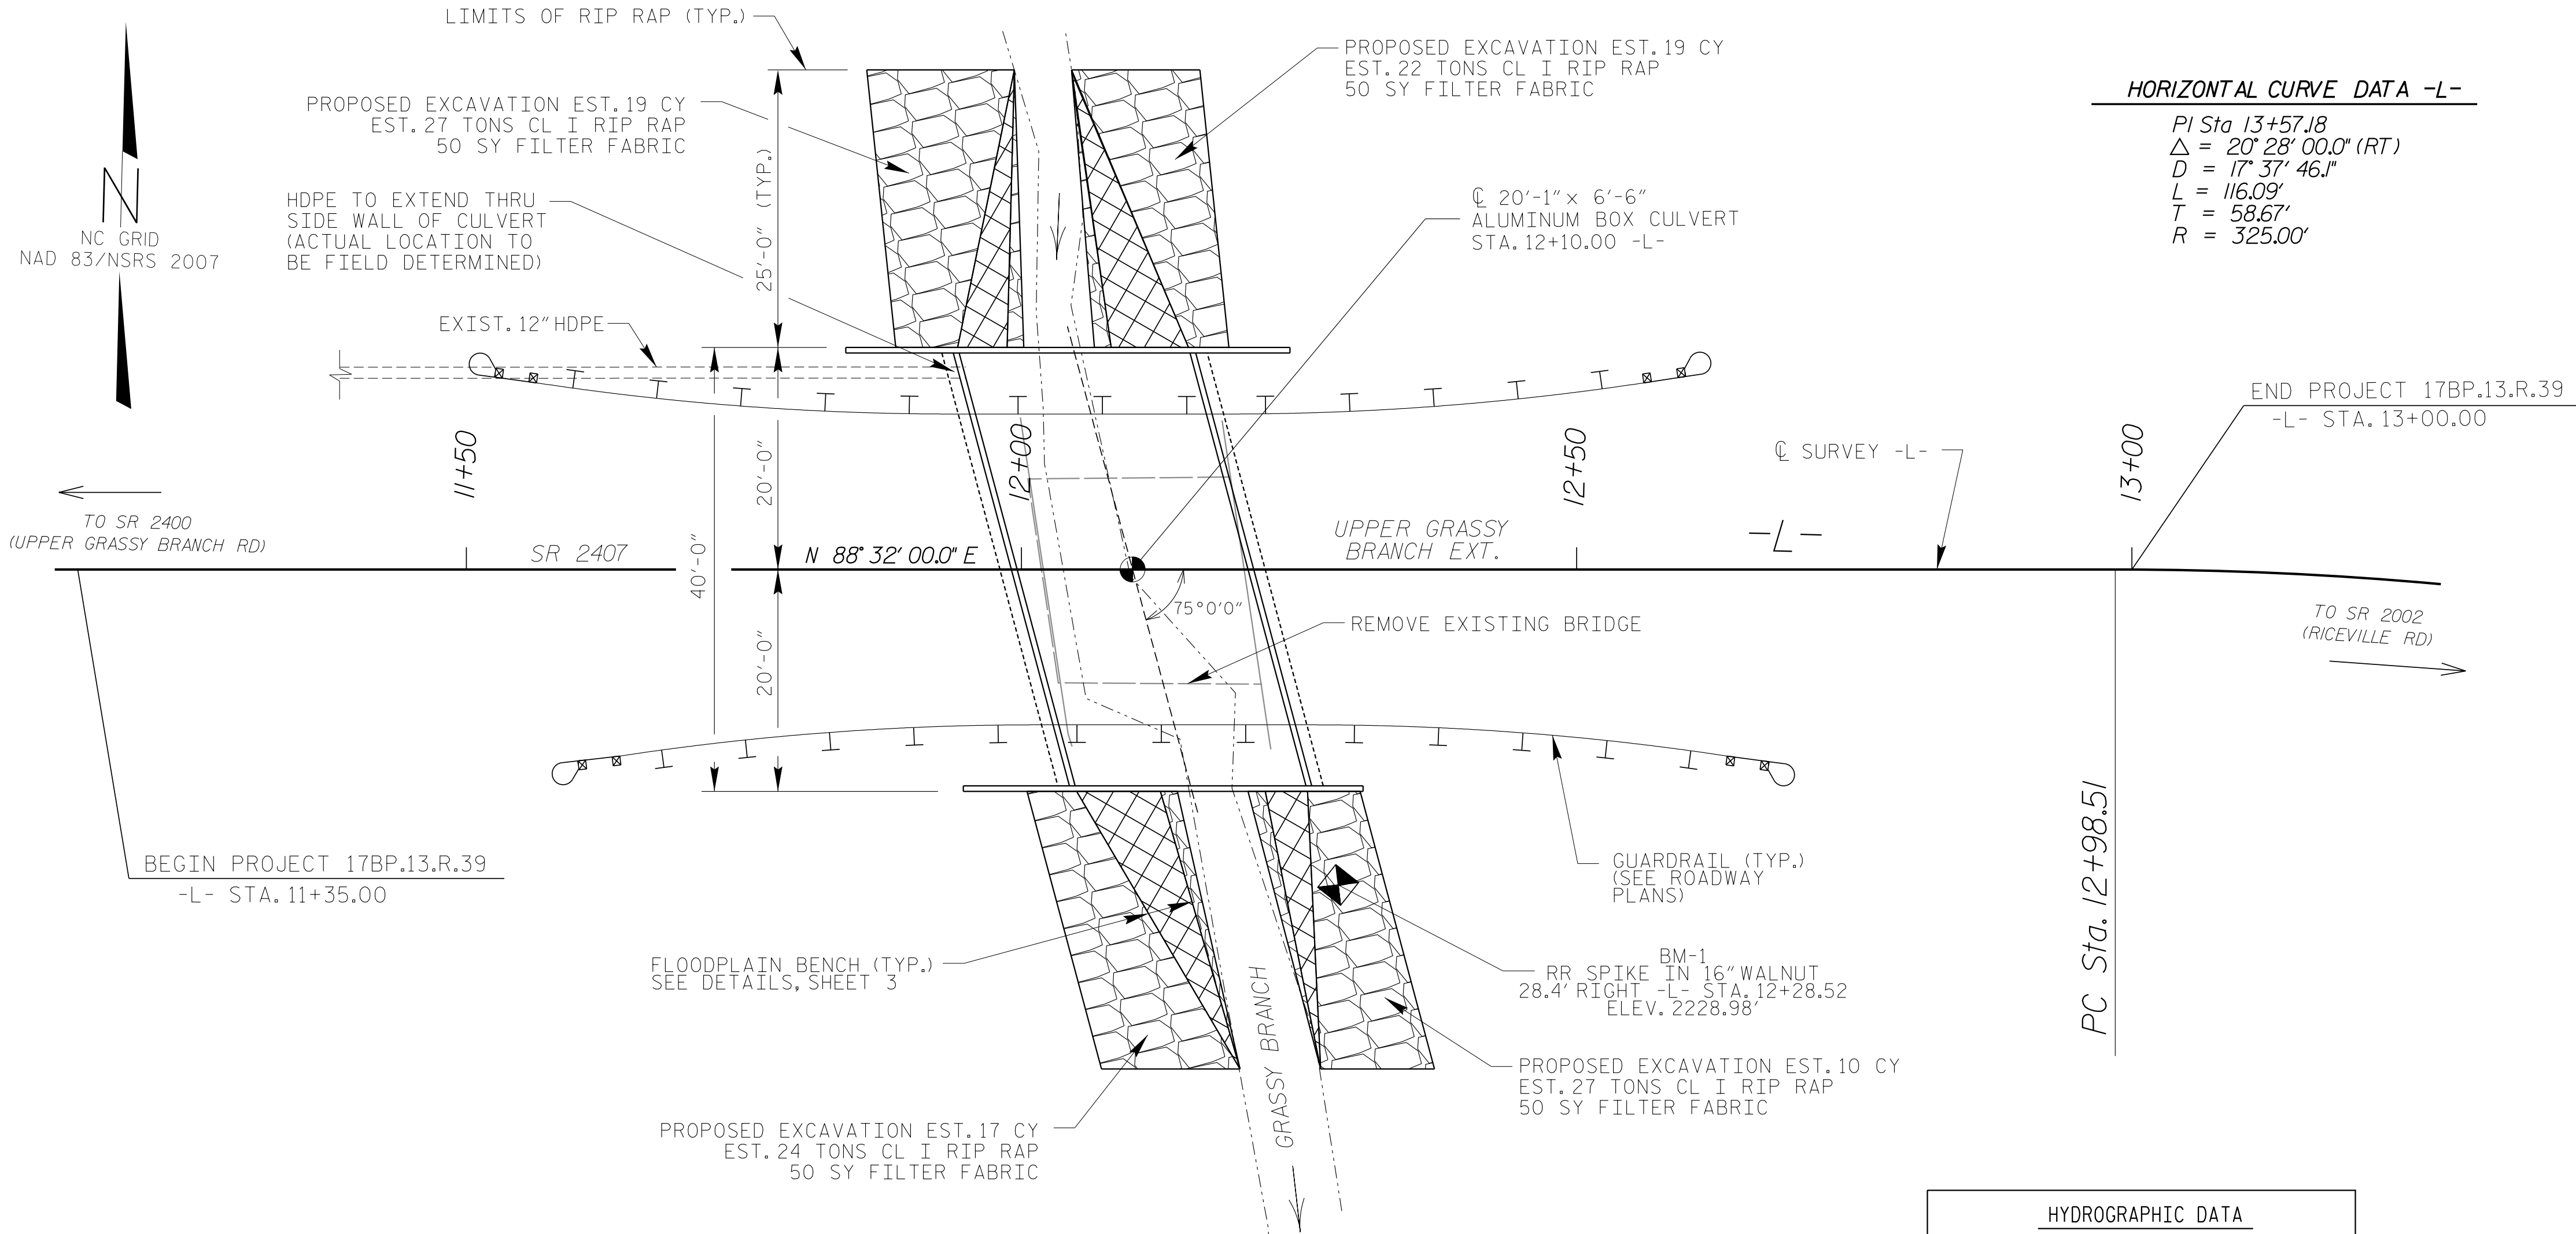 LIMITS OF RIP RAP (TYP.)
PROPOSED EXCAVATION EST. 19 CY
EST. 22 TONS CL I RIP RAP
50 SY FILTER FABRIC
HORIZONTAL CURVE DATA -L-
PI Sta 13+57.18
△ = 20° 28' 00.0" (RT)
D = 17° 37' 46.1"
L = 116.09'
T = 58.67'
R = 325.00'
PROPOSED EXCAVATION EST. 19 CY
EST. 27 TONS CL I RIP RAP
50 SY FILTER FABRIC
N
NC GRID
NAD 83/NSRS 2007
HDPE TO EXTEND THRU
SIDE WALL OF CULVERT
(ACTUAL LOCATION TO
BE FIELD DETERMINED)
25'-0" (TYP.)
℄ 20'-1" x 6'-6"
ALUMINUM BOX CULVERT
STA. 12+10.00 -L-
EXIST. 12" HDPE
END PROJECT 17BP.13.R.39
-L- STA. 13+00.00
11+50
12+00
12+50
13+00
20'-0"
℄ SURVEY -L-
TO SR 2400
(UPPER GRASSY BRANCH RD)
SR 2407
N 88° 32' 00.0" E
UPPER GRASSY
BRANCH EXT.
-L-
40'-0"
75°0'0"
20'-0"
REMOVE EXISTING BRIDGE
TO SR 2002
(RICEVILLE RD)
BEGIN PROJECT 17BP.13.R.39
-L- STA. 11+35.00
GUARDRAIL (TYP.)
(SEE ROADWAY
PLANS)
PC Sta. 12+98.51
FLOODPLAIN BENCH (TYP.)
SEE DETAILS, SHEET 3
BM-1
RR SPIKE IN 16" WALNUT
28.4' RIGHT -L- STA. 12+28.52
ELEV. 2228.98'
GRASSY BRANCH
PROPOSED EXCAVATION EST. 10 CY
EST. 27 TONS CL I RIP RAP
50 SY FILTER FABRIC
PROPOSED EXCAVATION EST. 17 CY
EST. 24 TONS CL I RIP RAP
50 SY FILTER FABRIC
HYDROGRAPHIC DATA